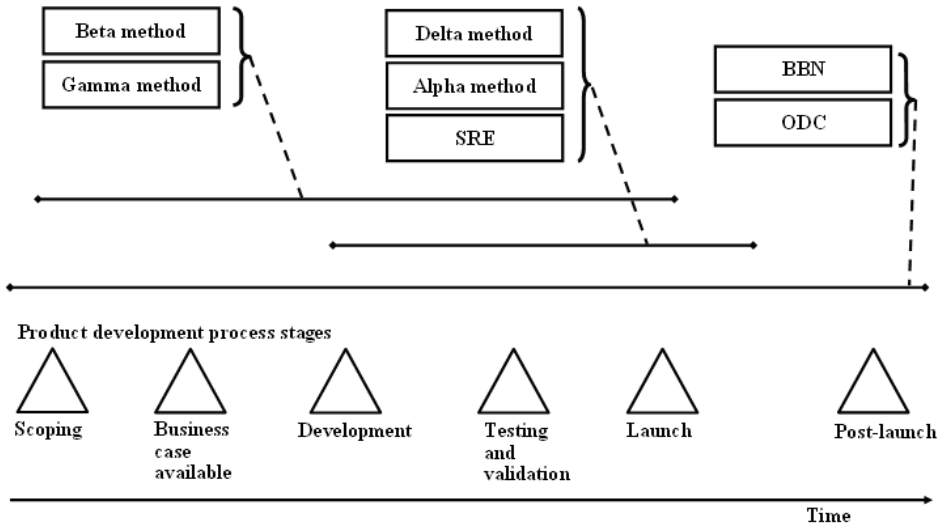 Beta method
Gamma method
Delta method
Alpha method
SRE
BBN
ODC
Product development process stages
Scoping
Business
case
available
Development
Testing
and
validation
Launch
Post-launch
Time